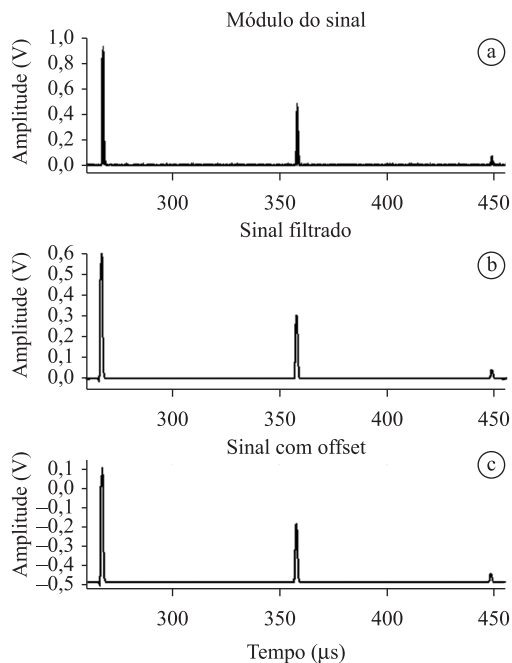 Módulo do sinal
a
Amplitude (V)
1,0
0,8
0,6
0,4
0,2
0,0
300 350 400 450
Sinal filtrado
b
Amplitude (V)
0,6
0,5
0,4
0,3
0,2
0,1
0,0
300 350 400 450
Sinal com offset
c
Amplitude (V)
0,1
0,0
–0,1
–0,2
–0,3
–0,4
–0,5
300 350 400 450
Tempo (µs)